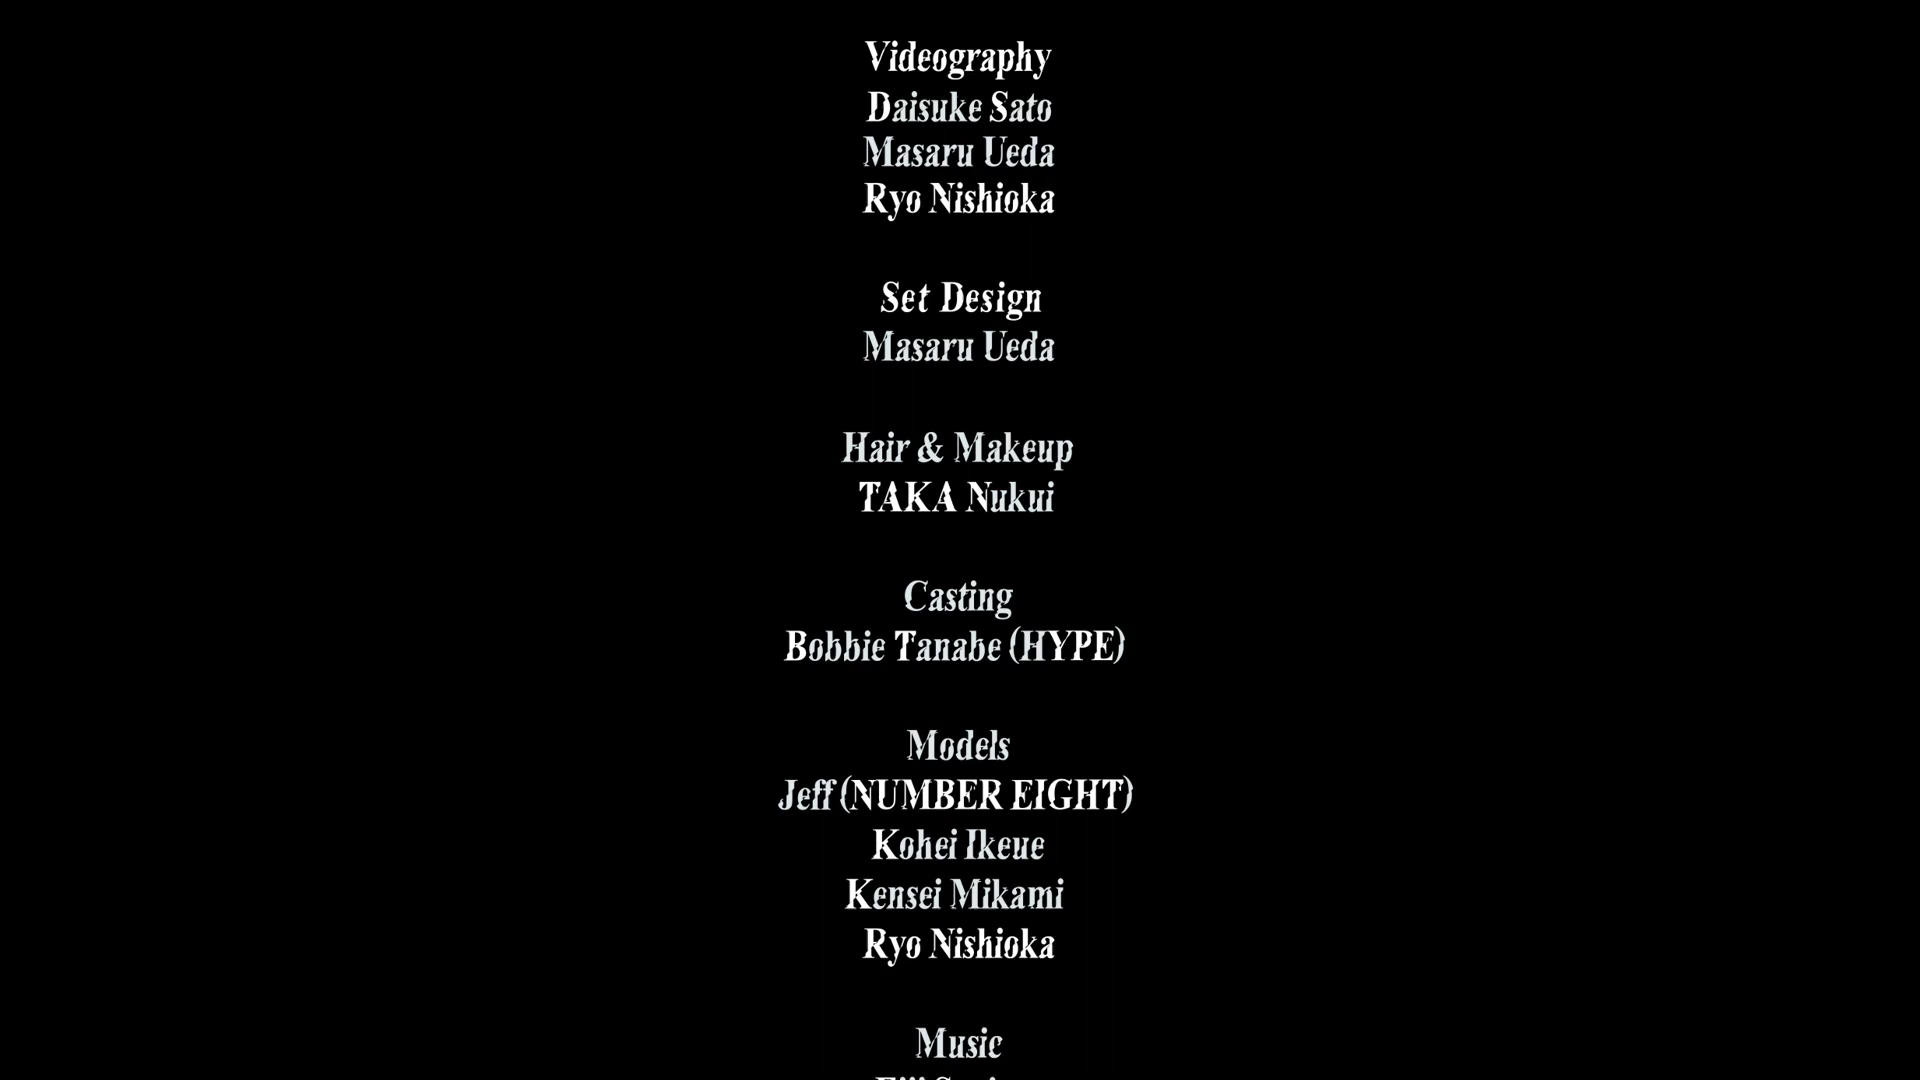 Videography
Daisuke Sato
Masaru Ueda
Ryo Nishioka
Set Design
Masaru Ueda
Hair & Makeup
TAKA Nukui
Casting
Bobbie Tanabe (HYPE)
Models
Jeff (NUMBER EIGHT)
Kohei Ikeue
Kensei Mikami
Ryo Nishioka
Music